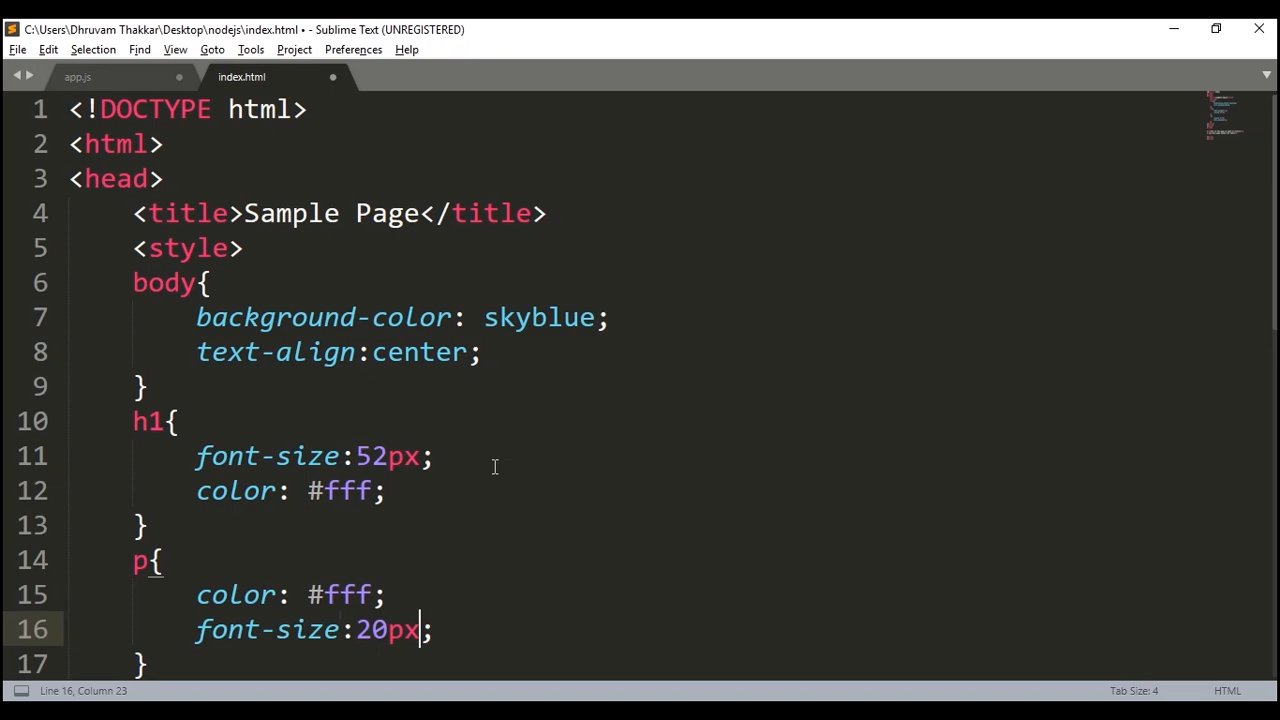 C:\Users\Dhruvam Thakkar\Desktop\nodejs\index.html • - Sublime Text (UNREGISTERED)
File Edit Selection Find View Goto Tools Project Preferences Help
app.js index.html
1 <!DOCTYPE html>
2 <html>
3 <head>
4 <title>Sample Page</title>
5 <style>
6 body{
7 background-color: skyblue;
8 text-align:center;
9 }
10 h1{
11 font-size:52px;
12 color: #fff;
13 }
14 p{
15 color: #fff;
16 font-size:20px;
17 }
Line 16, Column 23 Tab Size: 4 HTML